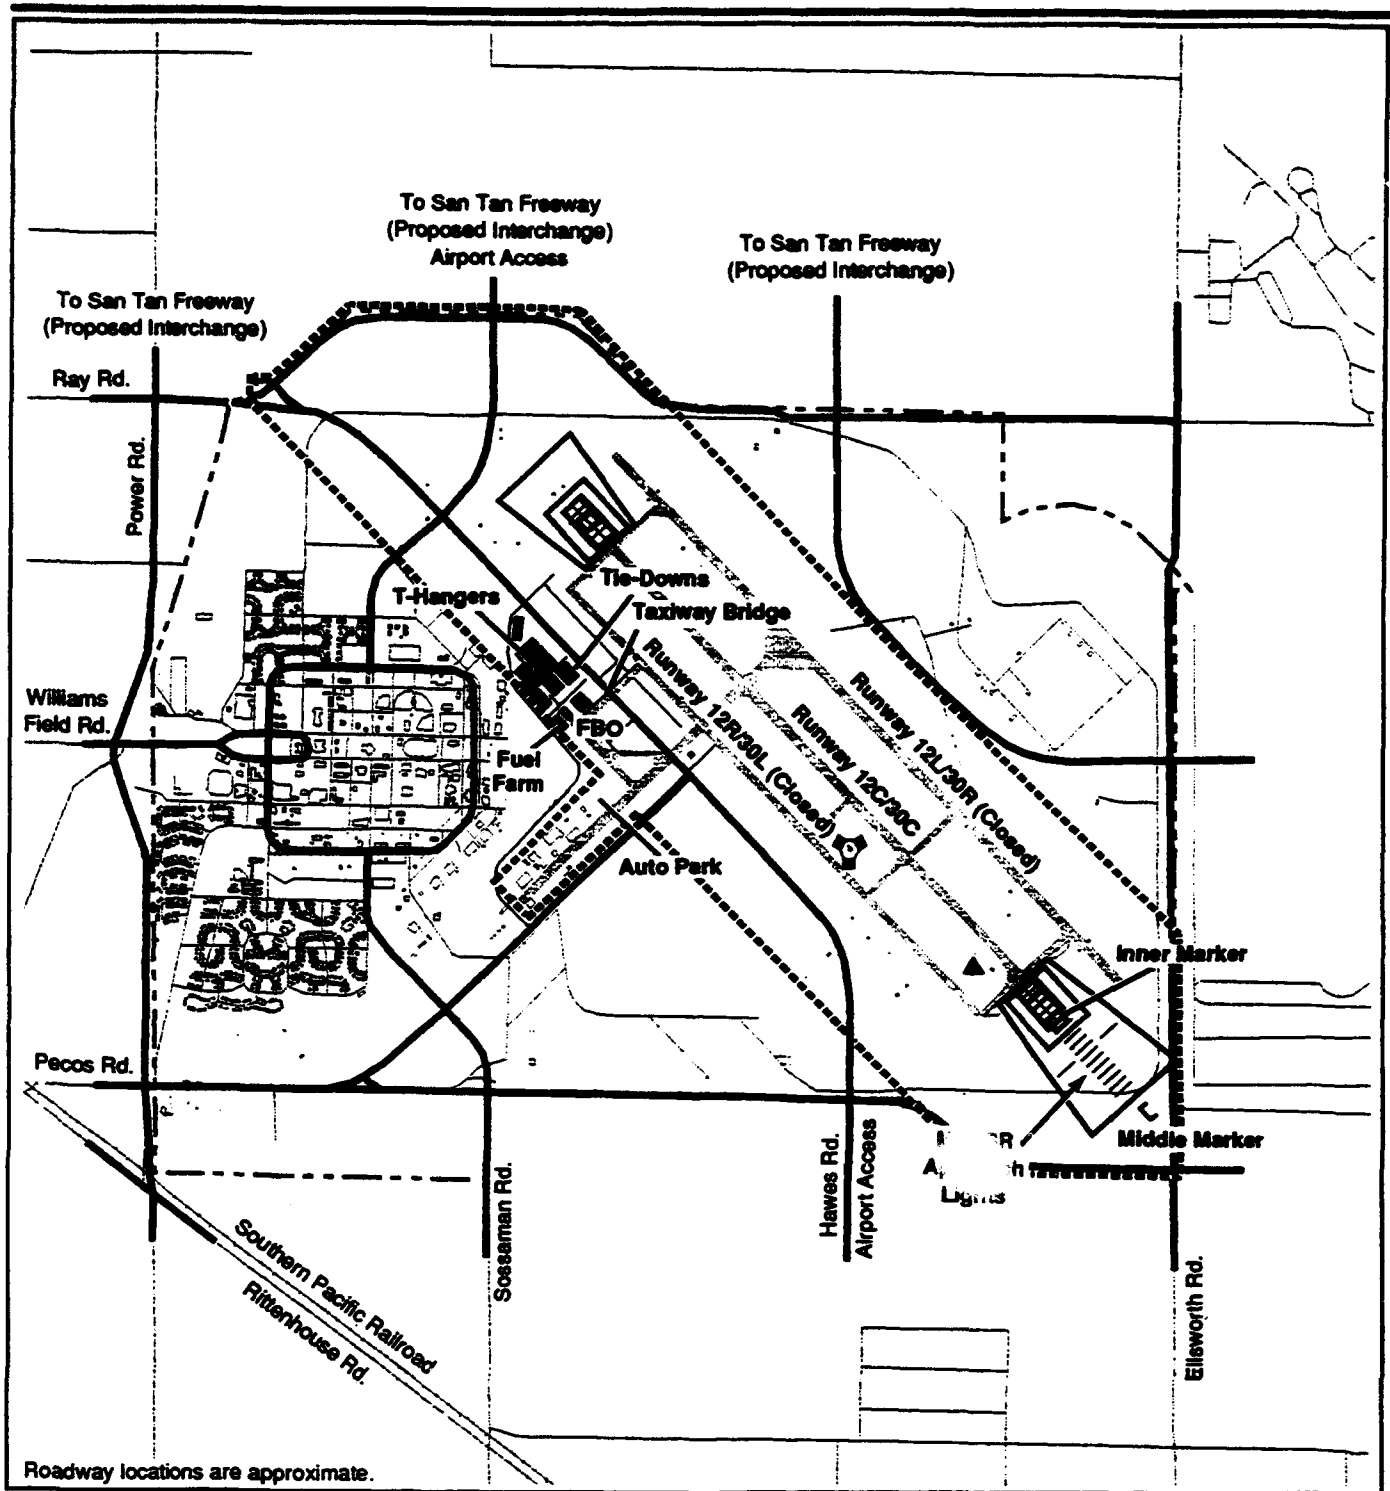 To San Tan Freeway
(Proposed Interchange)
Airport Access
To San Tan Freeway
(Proposed Interchange)
To San Tan Freeway
(Proposed Interchange)
Ray Rd.
Power Rd.
Tie-Downs
T-Hangers
Taxiway Bridge
Runway 12R/30L (Closed)
Runway 12C/30C
Runway 12L/30R (Closed)
Williams
Field Rd.
FBO
Fuel
Farm
Auto Park
Inner Marker
Pecos Rd.
Middle Marker
Lights
Sossaman Rd.
Hawes Rd.
Airport Access
Ellsworth Rd.
Southern Pacific Railroad
Rittenhouse Rd.
Roadway locations are approximate.